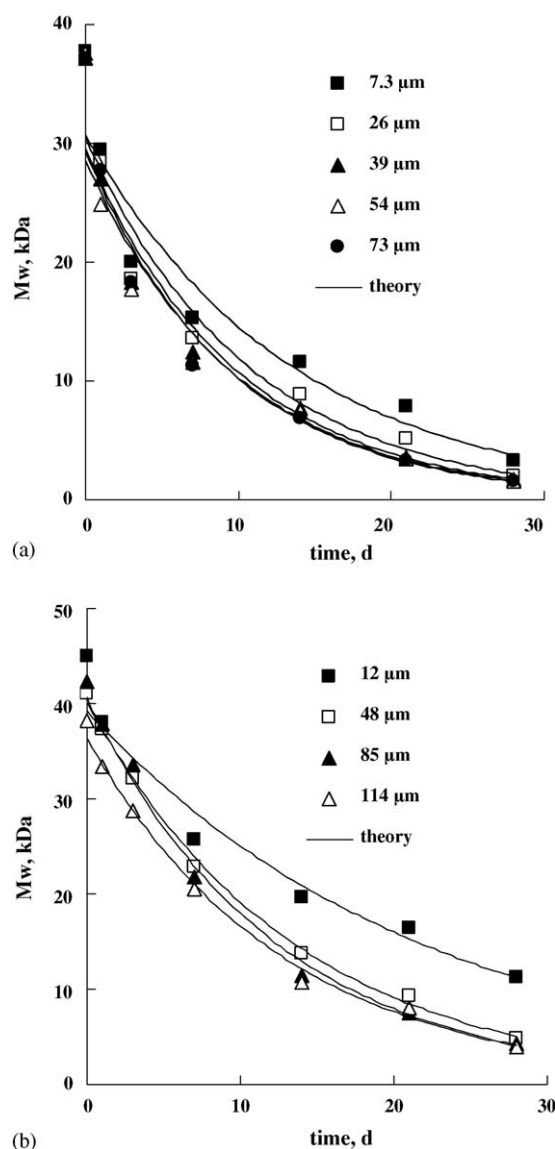 40
30
20
10
0
Mw, kDa
7.3 µm
26 µm
39 µm
54 µm
73 µm
theory
0 10 20 30
time, d
(a)
50
40
30
20
10
0
Mw, kDa
12 µm
48 µm
85 µm
114 µm
theory
0 10 20 30
time, d
(b)